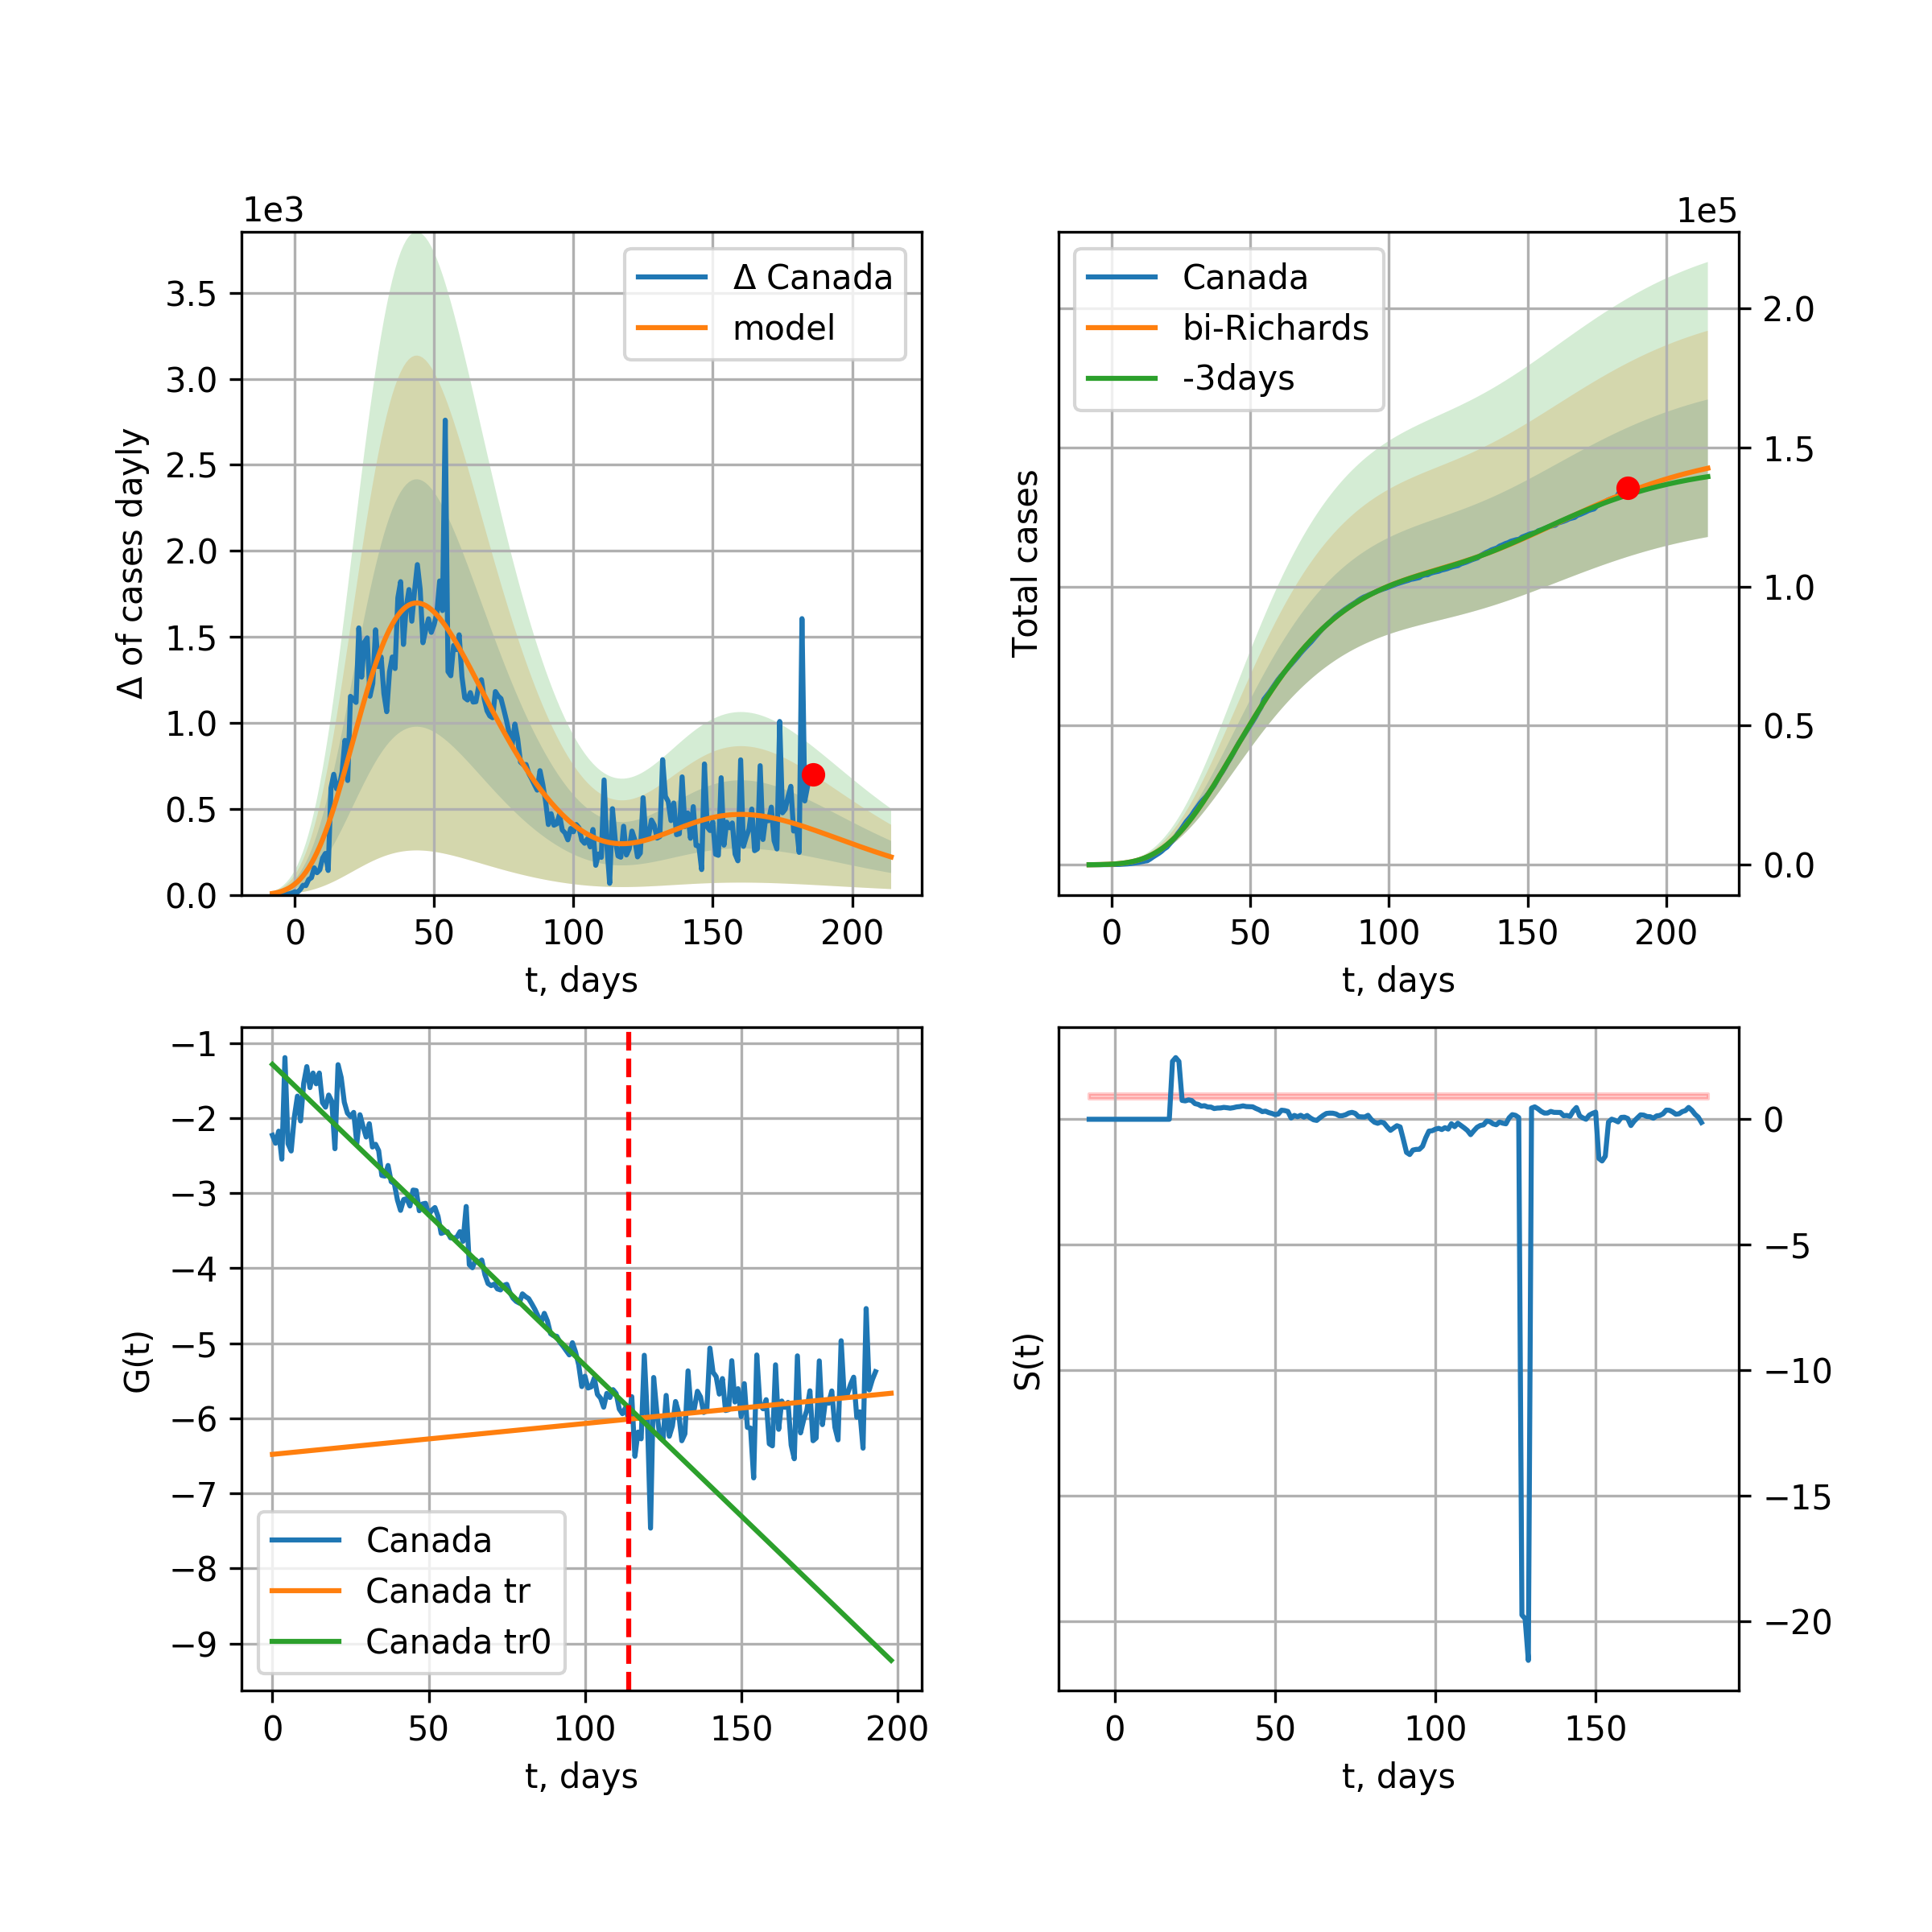 1e3
Δ of cases dayly
3.5
3.0
2.5
2.0
1.5
1.0
0.5
0.0
Δ Canada
model
0 50 100 150 200
t, days
1e5
Total cases
Canada
bi-Richards
-3days
2.0
1.5
1.0
0.5
0.0
0 50 100 150 200
t, days
G(t)
−1
−2
−3
−4
−5
−6
−7
−8
−9
Canada
Canada tr
Canada tr0
0 50 100 150 200
t, days
S(t)
0
−5
−10
−15
−20
0 50 100 150
t, days